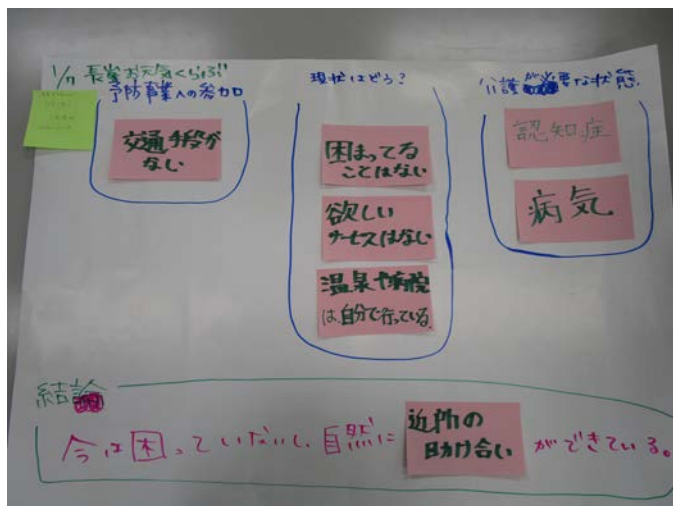 1/17 長峯お元気くらぶ
予防事業への参加
交通手段が
ない
現状はどう?
困まってる
ことはない
欲しい
サービスはない
温泉や病院
は自分で行っている。
介護が必要な状態
認知症
病気
結論
今は困っていないし、自然に
近所の
助け合い
ができている。